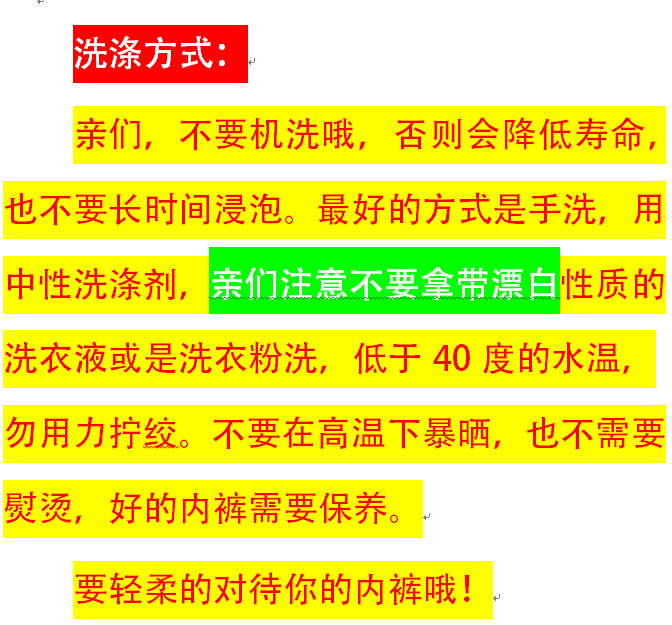 洗涤方式：
亲们，不要机洗哦，否则会降低寿命，
也不要长时间浸泡。最好的方式是手洗，用
中性洗涤剂，亲们注意不要拿带漂白性质的
洗衣液或是洗衣粉洗，低于 40 度的水温，
勿用力拧绞。不要在高温下暴晒，也不需要
熨烫，好的内裤需要保养。
要轻柔的对待你的内裤哦！